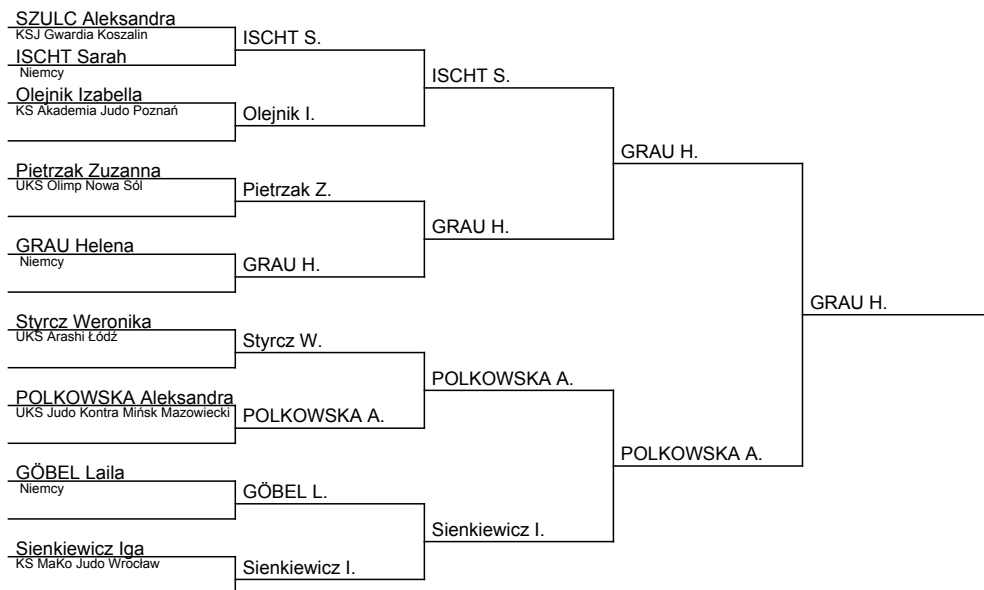 SZULC Aleksandra
KSJ Gwardia Koszalin
ISCHT S.
ISCHT Sarah
Niemcy
ISCHT S.
Olejnik Izabella
KS Akademia Judo Poznań
Olejnik I.
GRAU H.
Pietrzak Zuzanna
UKS Olimp Nowa Sól
Pietrzak Z.
GRAU H.
GRAU Helena
Niemcy
GRAU H.
GRAU H.
Styrcz Weronika
UKS Arashi Łódź
Styrcz W.
POLKOWSKA A.
POLKOWSKA Aleksandra
UKS Judo Kontra Mińsk Mazowiecki
POLKOWSKA A.
POLKOWSKA A.
GÖBEL Laila
Niemcy
GÖBEL L.
Sienkiewicz I.
Sienkiewicz Iga
KS MaKo Judo Wrocław
Sienkiewicz I.